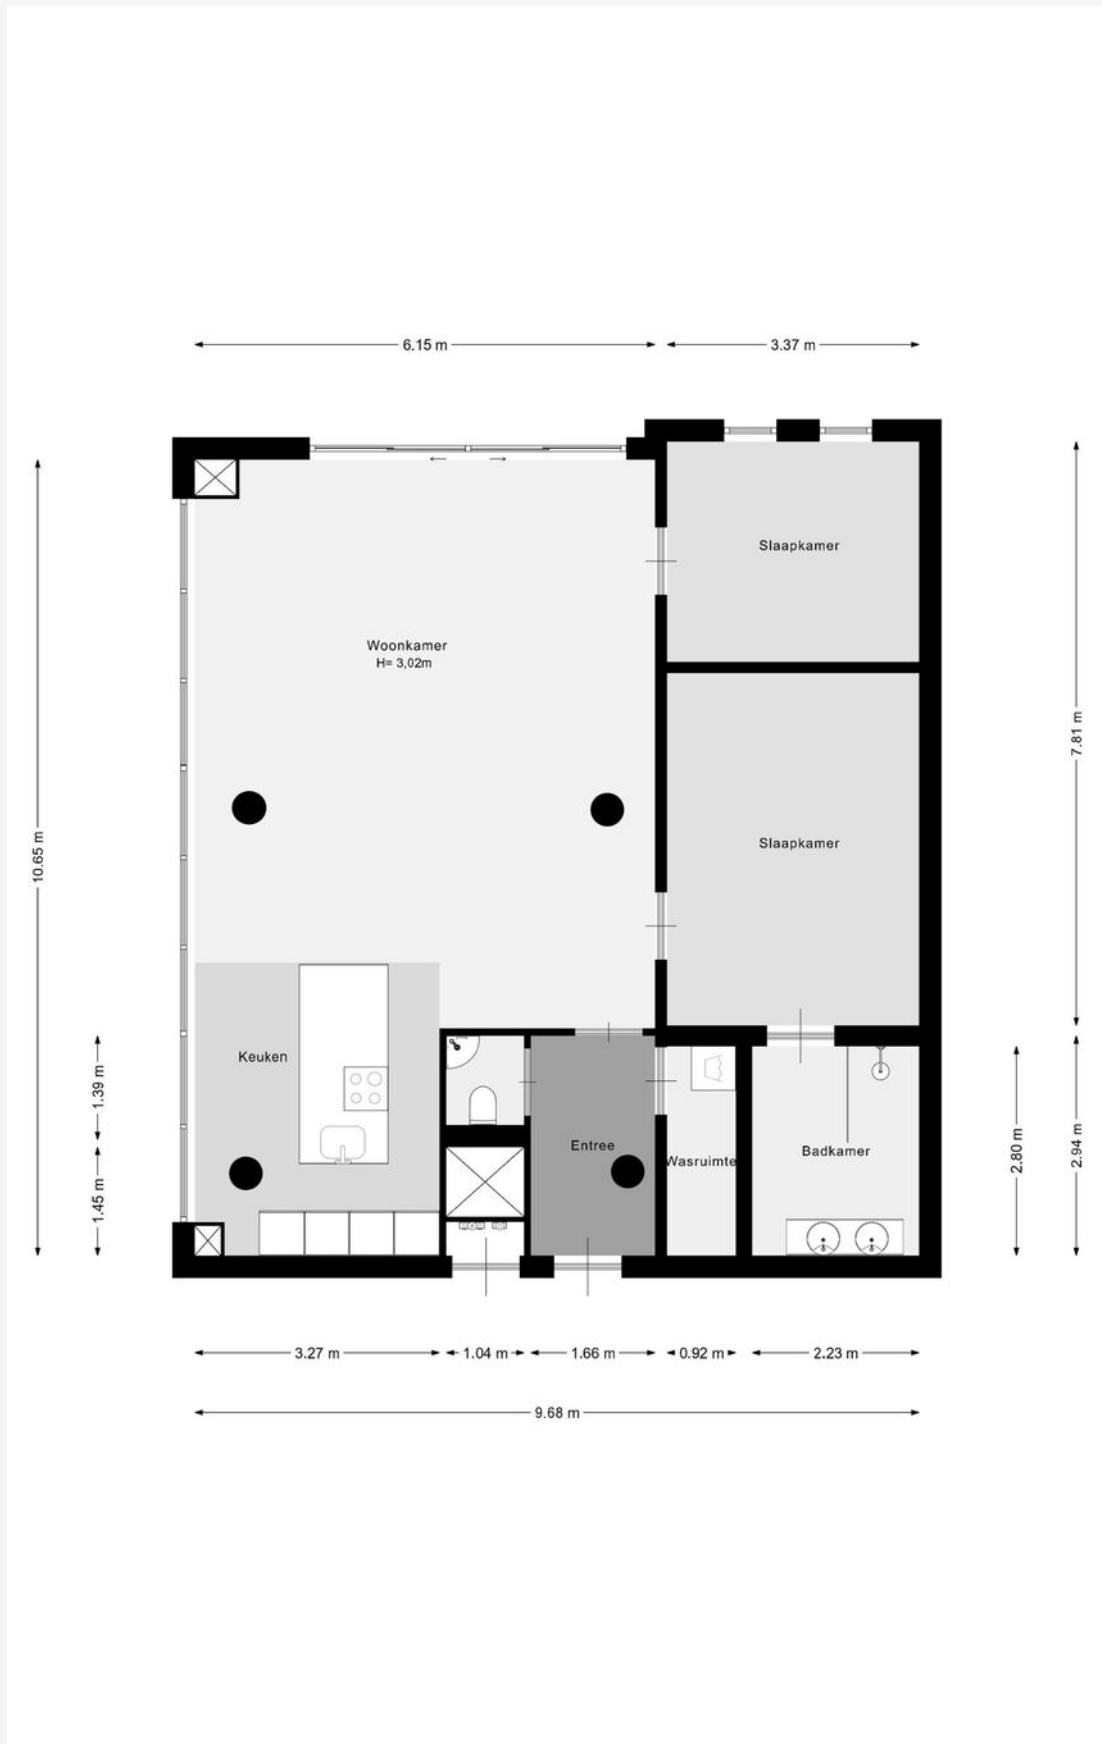 6.15 m
3.37 m
Slaapkamer
Woonkamer
H= 3,02m
7.81 m
Slaapkamer
10.65 m
Keuken
1.39 m
Entree
Wasruimte
Badkamer
2.80 m
2.94 m
1.45 m
3.27 m
1.04 m
1.66 m
0.92 m
2.23 m
9.68 m